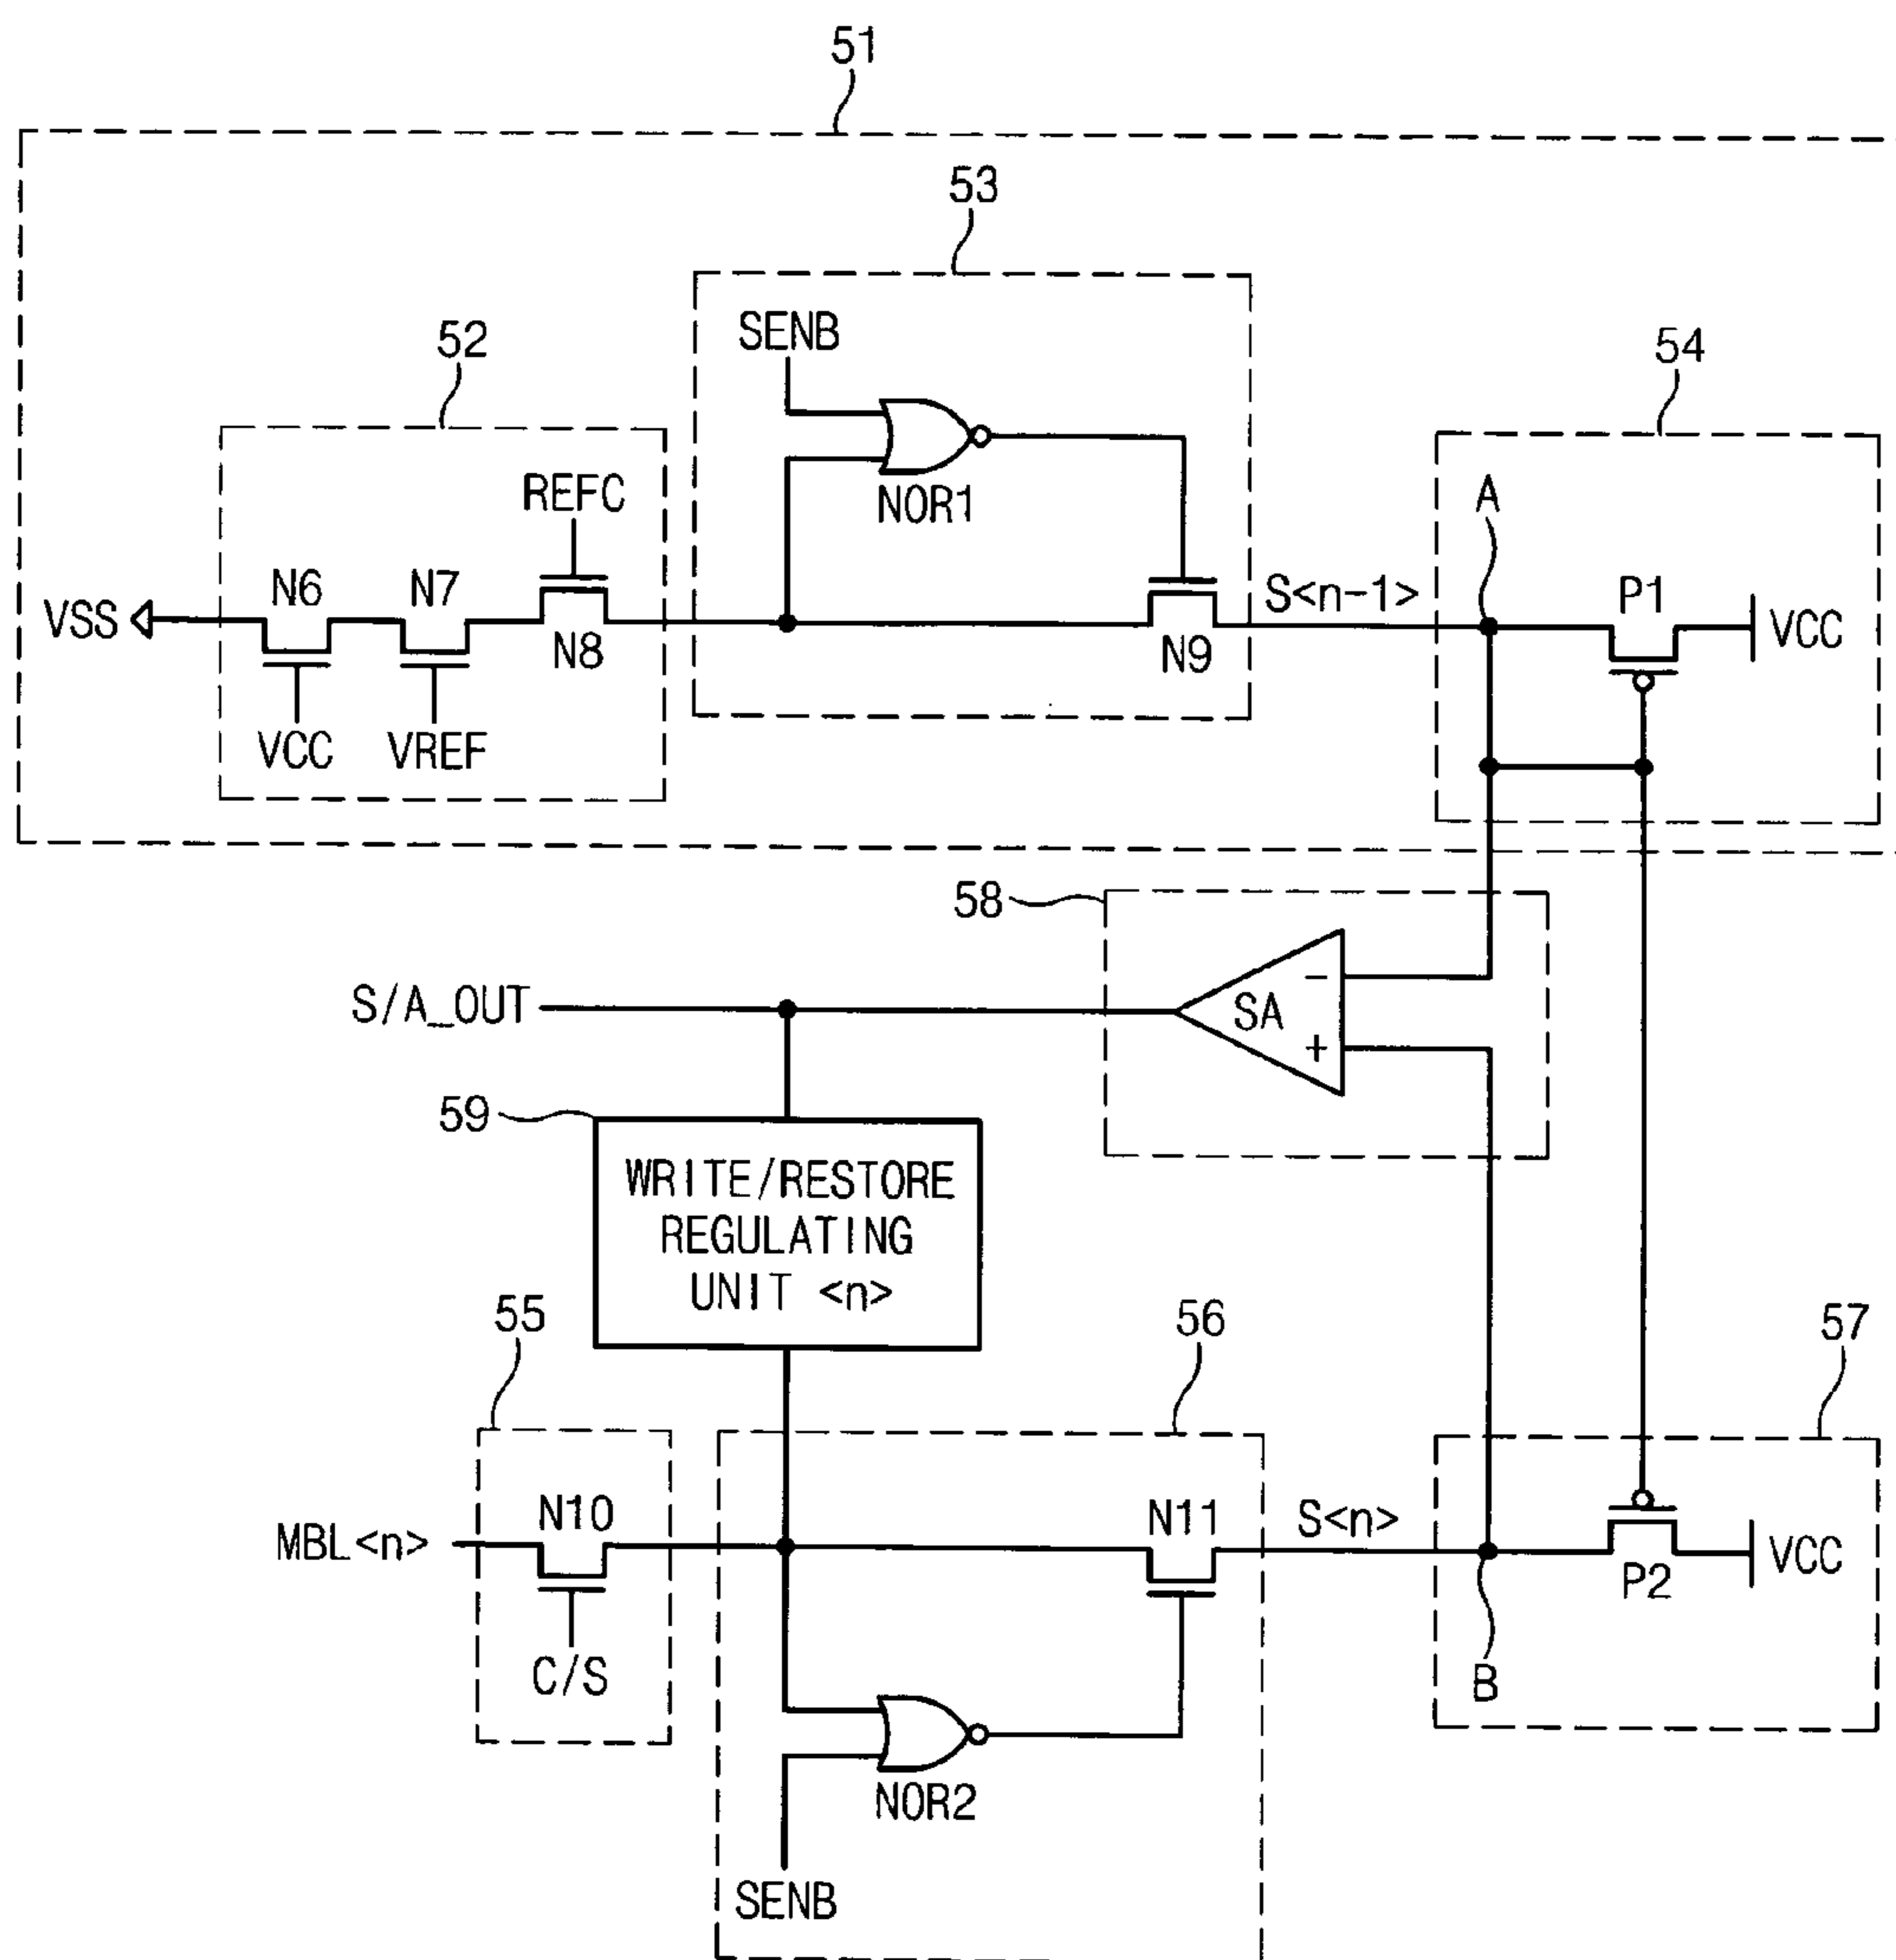 51
53
52
54
SENB
REFC
NOR1
A
N6
N7
N8
S<n-1>
P1
VSS
N9
VCC
VCC
VREF
58
S/A_OUT
SA
-
+
59
WRITE/RESTORE
REGULATING
UNIT <n>
55
56
57
N10
N11
S<n>
MBL<n>
VCC
P2
C/S
B
NOR2
SENB